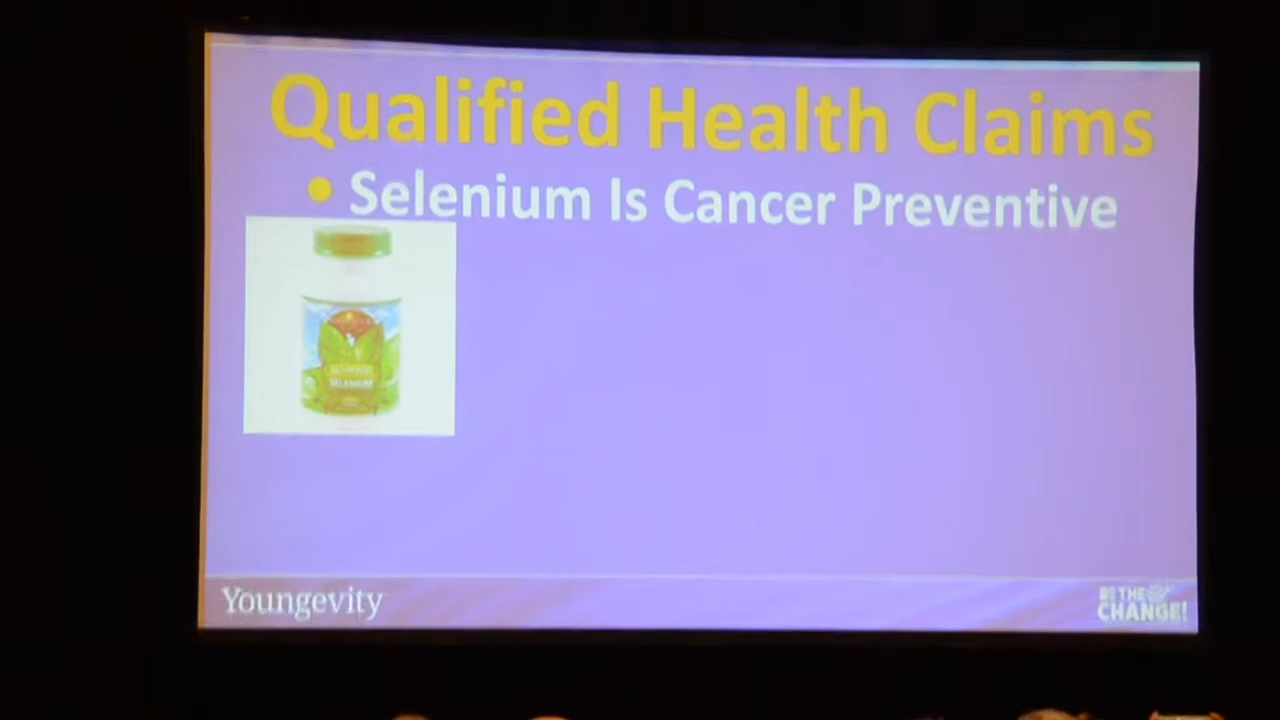 Qualified Health Claims
• Selenium Is Cancer Preventive
SELENIUM
Youngevity
BE THE
CHANGE!